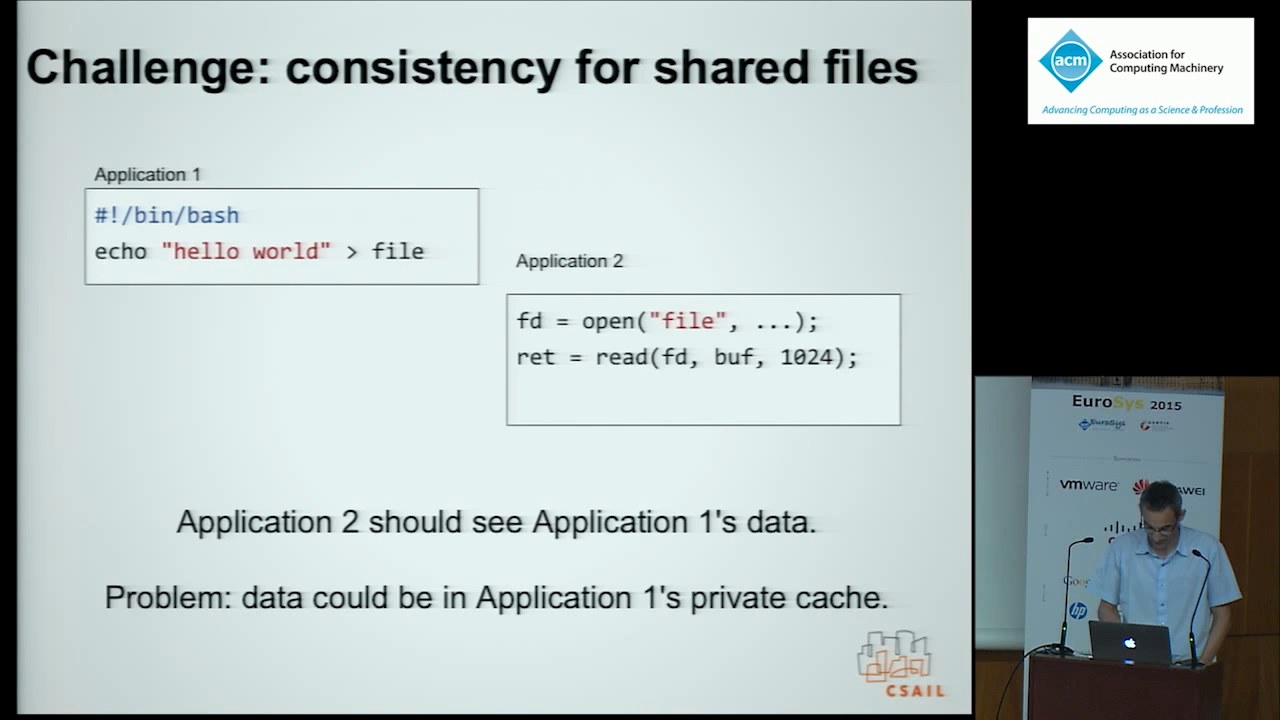 Challenge: consistency for shared files
Application 1
#!/bin/bash
echo "hello world" > file
Application 2
fd = open("file", ...);
ret = read(fd, buf, 1024);
Application 2 should see Application 1's data.
Problem: data could be in Application 1's private cache.
CSAIL
acm
Association for
Computing Machinery
Advancing Computing as a Science & Profession
EuroSys 2015
EuroSys
vmware
hp